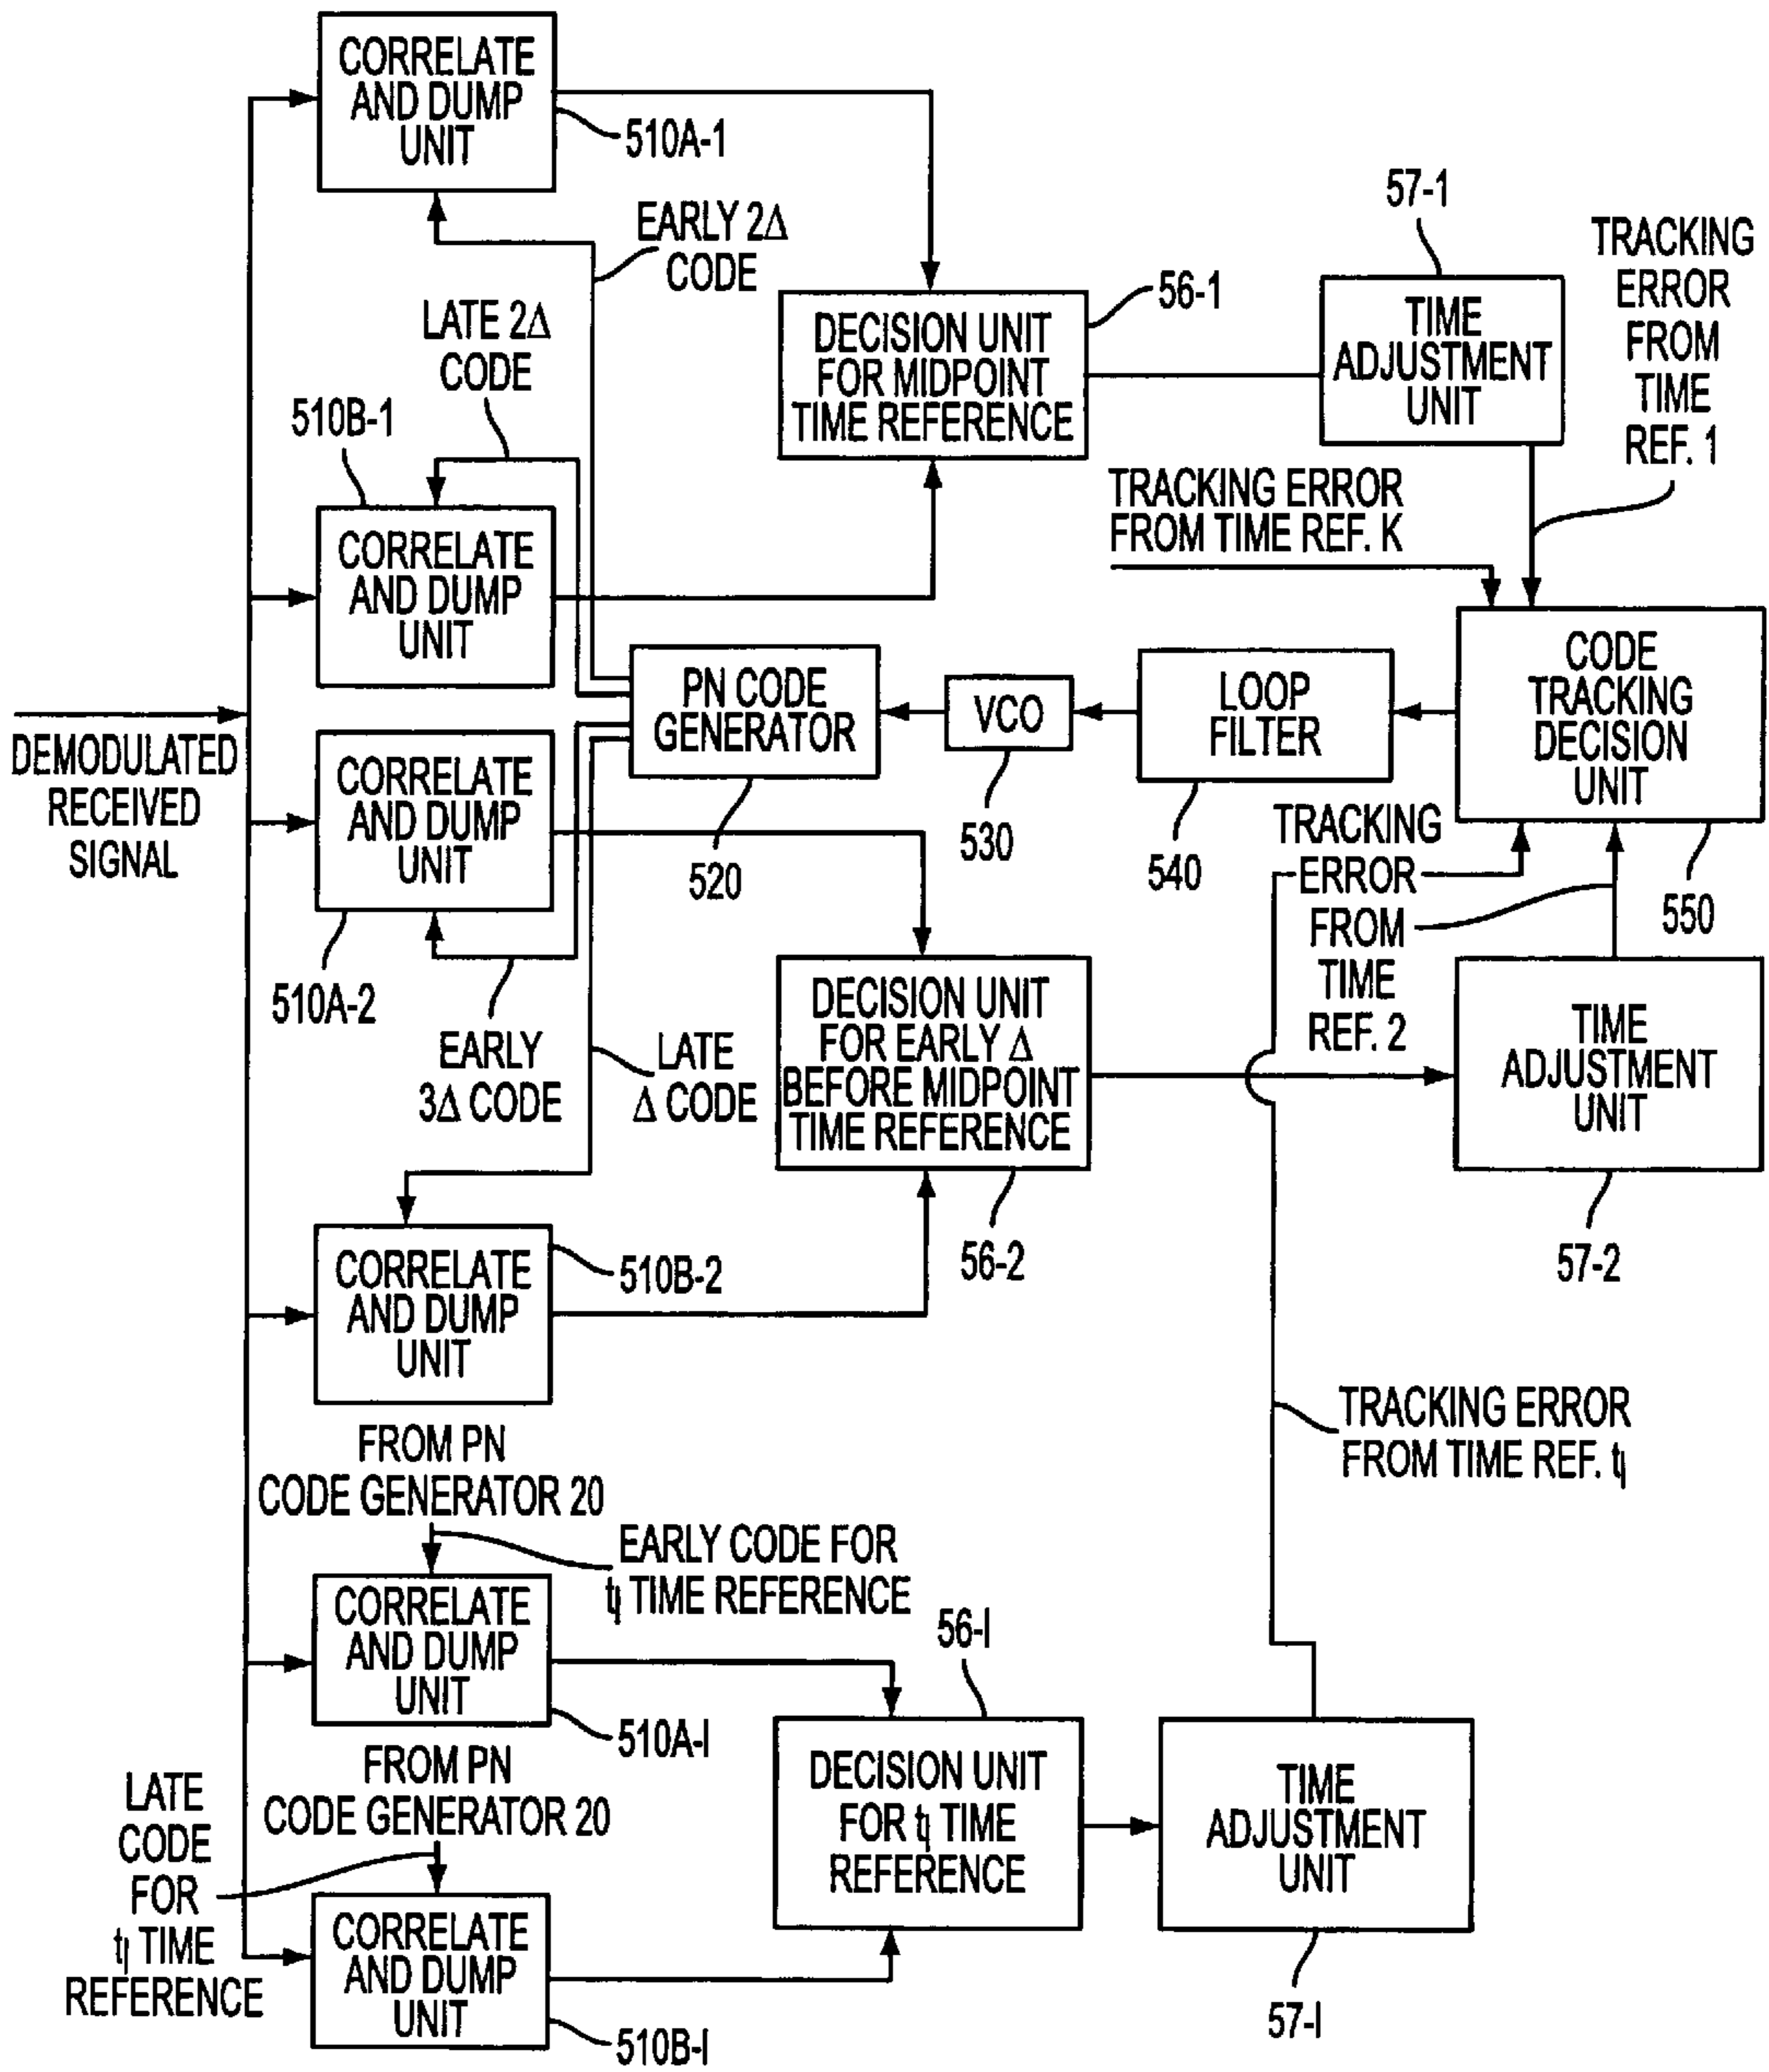 CORRELATE
AND DUMP
UNIT
510A-1
EARLY 2Δ
CODE
LATE 2Δ
CODE
510B-1
CORRELATE
AND DUMP
UNIT
DECISION UNIT
FOR MIDPOINT
TIME REFERENCE
56-1
57-1
TIME
ADJUSTMENT
UNIT
TRACKING
ERROR
FROM
TIME
REF. 1
TRACKING ERROR
FROM TIME REF. K
DEMODULATED
RECEIVED
SIGNAL
PN CODE
GENERATOR
520
VCO
530
LOOP
FILTER
540
CODE
TRACKING
DECISION
UNIT
550
CORRELATE
AND DUMP
UNIT
510A-2
EARLY
3Δ CODE
LATE
Δ CODE
DECISION UNIT
FOR EARLY Δ
BEFORE MIDPOINT
TIME REFERENCE
56-2
TRACKING
ERROR
FROM
TIME
REF. 2
TIME
ADJUSTMENT
UNIT
57-2
CORRELATE
AND DUMP
UNIT
510B-2
TRACKING ERROR
FROM TIME REF. tI
FROM PN
CODE GENERATOR 20
EARLY CODE FOR
tI TIME REFERENCE
CORRELATE
AND DUMP
UNIT
510A-I
56-I
DECISION UNIT
FOR tI TIME
REFERENCE
TIME
ADJUSTMENT
UNIT
57-I
FROM PN
CODE GENERATOR 20
LATE
CODE
FOR
tI TIME
REFERENCE
CORRELATE
AND DUMP
UNIT
510B-I